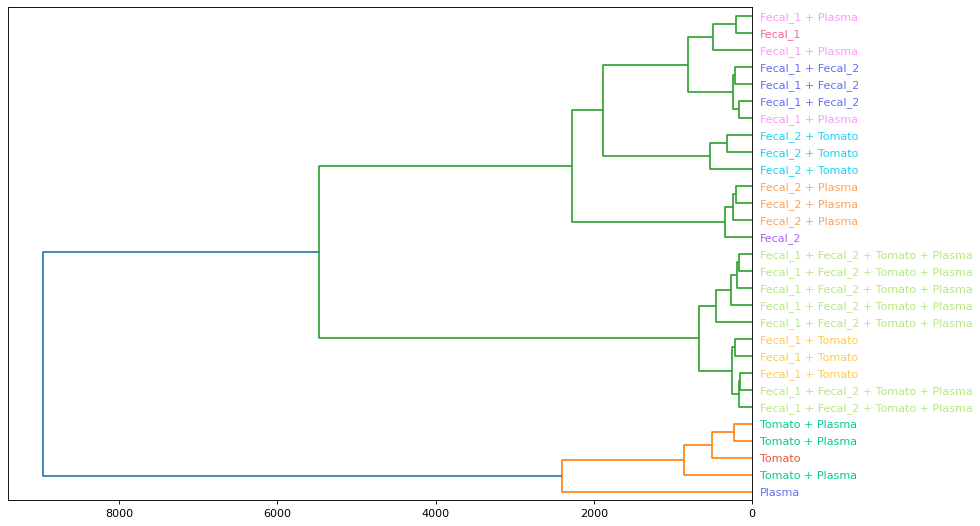 Fecal_1 + Plasma
Fecal_1
Fecal_1 + Plasma
Fecal_1 + Fecal_2
Fecal_1 + Fecal_2
Fecal_1 + Fecal_2
Fecal_1 + Plasma
Fecal_2 + Tomato
Fecal_2 + Tomato
Fecal_2 + Tomato
Fecal_2 + Plasma
Fecal_2 + Plasma
Fecal_2 + Plasma
Fecal_2
Fecal_1 + Fecal_2 + Tomato + Plasma
Fecal_1 + Fecal_2 + Tomato + Plasma
Fecal_1 + Fecal_2 + Tomato + Plasma
Fecal_1 + Fecal_2 + Tomato + Plasma
Fecal_1 + Fecal_2 + Tomato + Plasma
Fecal_1 + Tomato
Fecal_1 + Tomato
Fecal_1 + Tomato
Fecal_1 + Fecal_2 + Tomato + Plasma
Fecal_1 + Fecal_2 + Tomato + Plasma
Tomato + Plasma
Tomato + Plasma
Tomato
Tomato + Plasma
Plasma
8000 6000 4000 2000 0